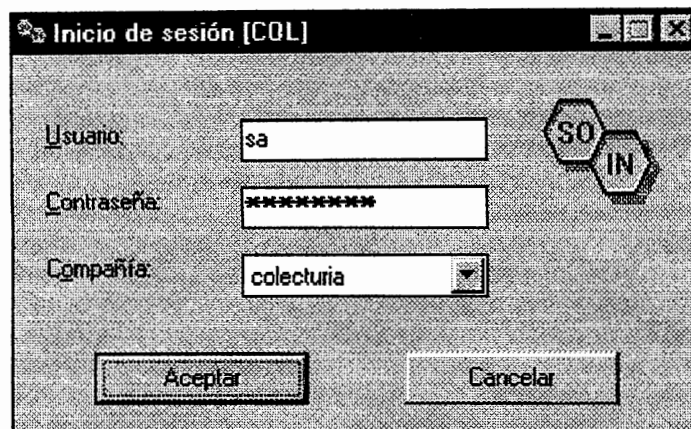 Inicio de sesión [COL]
Usuario: sa
SO
IN
Contraseña: ********
Compañía: colecturia
Aceptar Cancelar